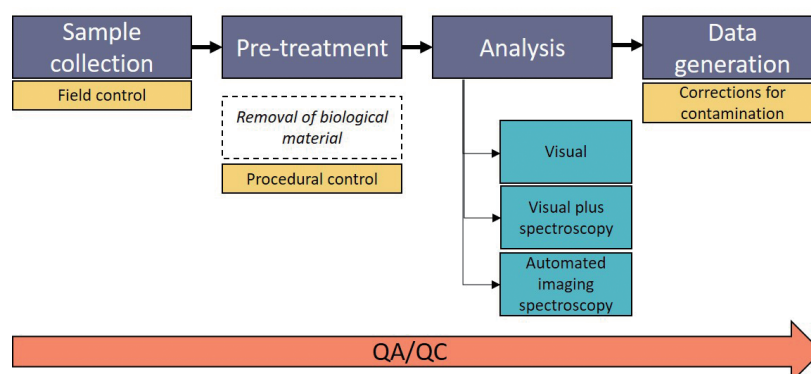 Sample
collection
Pre-treatment
Analysis
Data
generation
Field control
Removal of biological
material
Procedural control
Corrections for
contamination
Visual
Visual plus
spectroscopy
Automated
imaging
spectroscopy
QA/QC